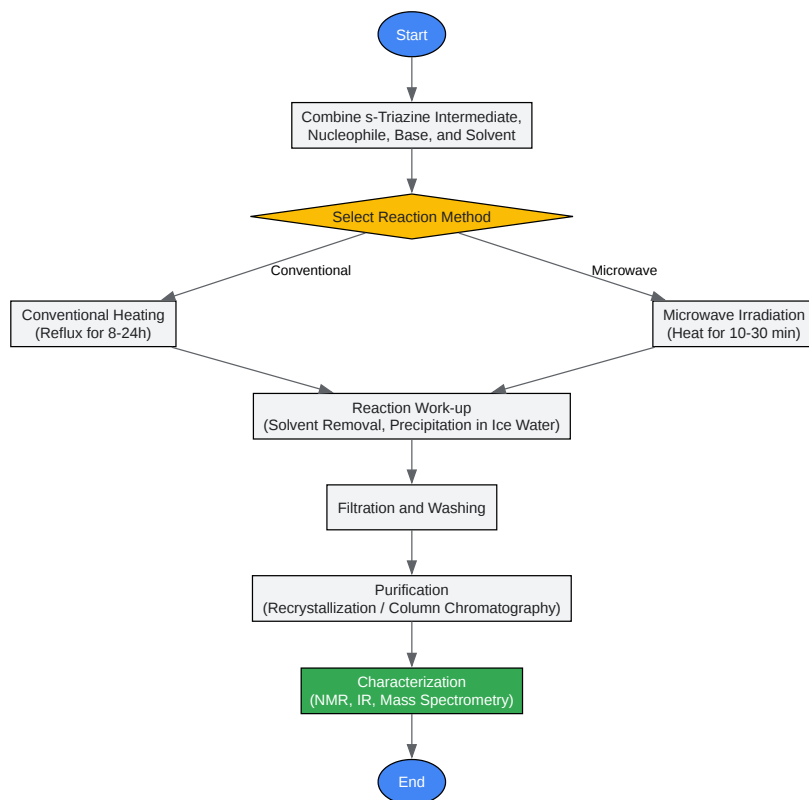 Start
Combine s-Triazine Intermediate,
Nucleophile, Base, and Solvent
Select Reaction Method
Conventional
Microwave
Conventional Heating
(Reflux for 8-24h)
Microwave Irradiation
(Heat for 10-30 min)
Reaction Work-up
(Solvent Removal, Precipitation in Ice Water)
Filtration and Washing
Purification
(Recrystallization / Column Chromatography)
Characterization
(NMR, IR, Mass Spectrometry)
End